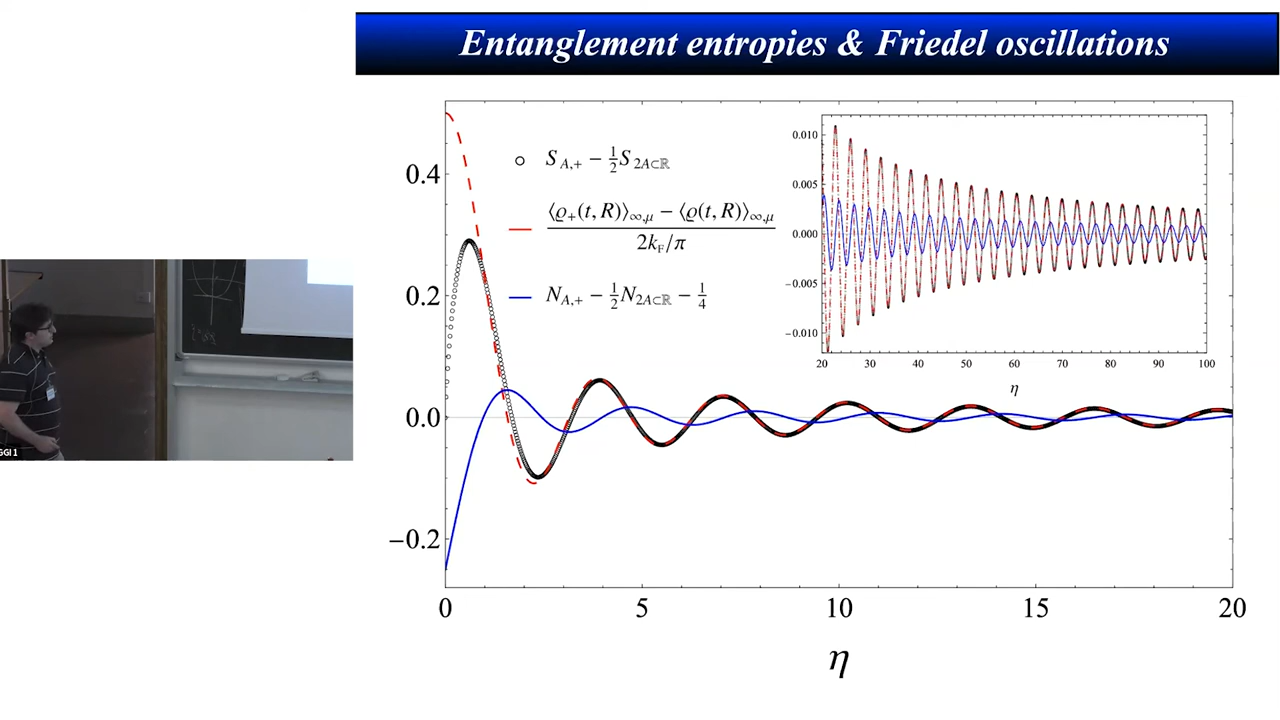 Entanglement entropies & Friedel oscillations
S_{A,+} − ½ S_{2A⊂ℝ}
⟨ϱ₊(t, R)⟩_{∞,μ} − ⟨ϱ(t, R)⟩_{∞,μ}
2k_F/π
N_{A,+} − ½ N_{2A⊂ℝ} − ¼
0.4
0.2
0.0
−0.2
0 5 10 15 20
η
0.010
0.005
0.000
−0.005
−0.010
20 30 40 50 60 70 80 90 100
η
GGI 1